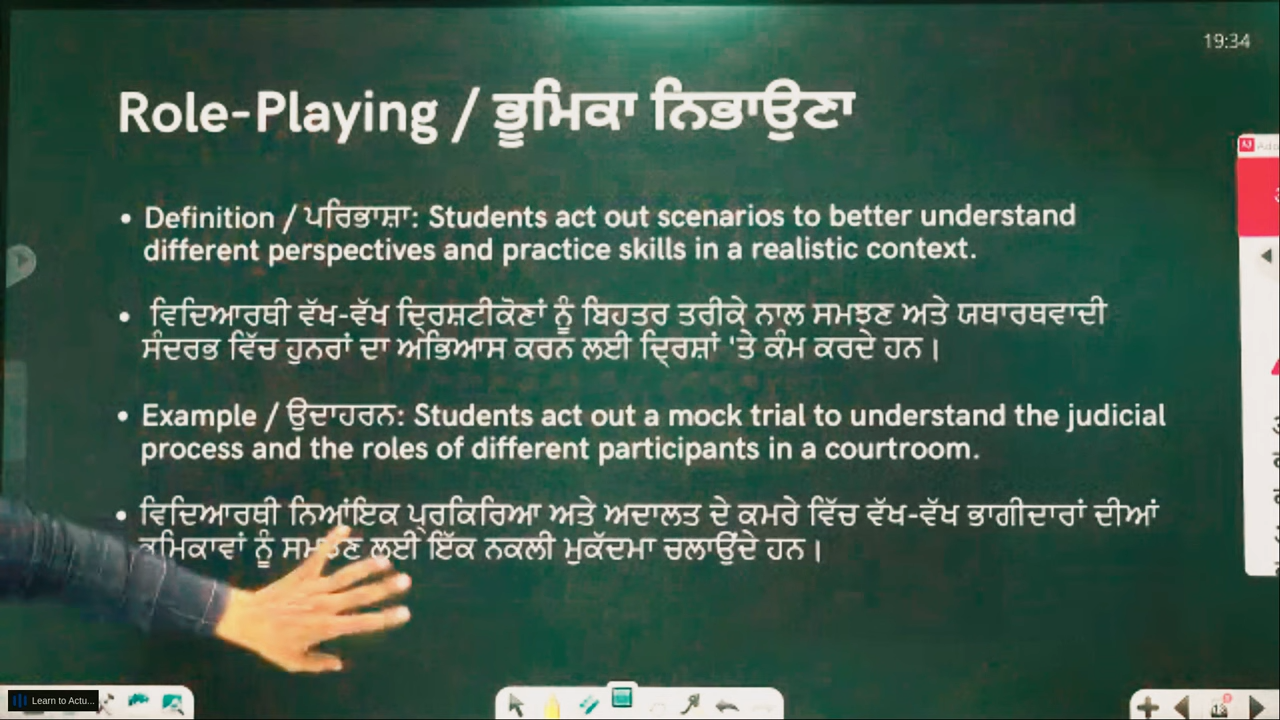 19:34
Role-Playing / ਭੂਮਿਕਾ ਨਿਭਾਉਣਾ
• Definition / ਪਰਿਭਾਸ਼ਾ: Students act out scenarios to better understand
different perspectives and practice skills in a realistic context.
• ਵਿਦਿਆਰਥੀ ਵੱਖ-ਵੱਖ ਦ੍ਰਿਸ਼ਟੀਕੋਣਾਂ ਨੂੰ ਬਿਹਤਰ ਤਰੀਕੇ ਨਾਲ ਸਮਝਣ ਅਤੇ ਯਥਾਰਥਵਾਦੀ
ਸੰਦਰਭ ਵਿੱਚ ਹੁਨਰਾਂ ਦਾ ਅਭਿਆਸ ਕਰਨ ਲਈ ਦ੍ਰਿਸ਼ਾਂ 'ਤੇ ਕੰਮ ਕਰਦੇ ਹਨ।
• Example / ਉਦਾਹਰਨ: Students act out a mock trial to understand the judicial
process and the roles of different participants in a courtroom.
• ਵਿਦਿਆਰਥੀ ਨਿਆਂਇਕ ਪ੍ਰਕਿਰਿਆ ਅਤੇ ਅਦਾਲਤ ਦੇ ਕਮਰੇ ਵਿੱਚ ਵੱਖ-ਵੱਖ ਭਾਗੀਦਾਰਾਂ ਦੀਆਂ
ਨੂੰ ਲਈ ਇੱਕ ਨਕਲੀ ਮੁਕੱਦਮਾ ਚਲਾਉਂਦੇ ਹਨ।
Learn to Actu...